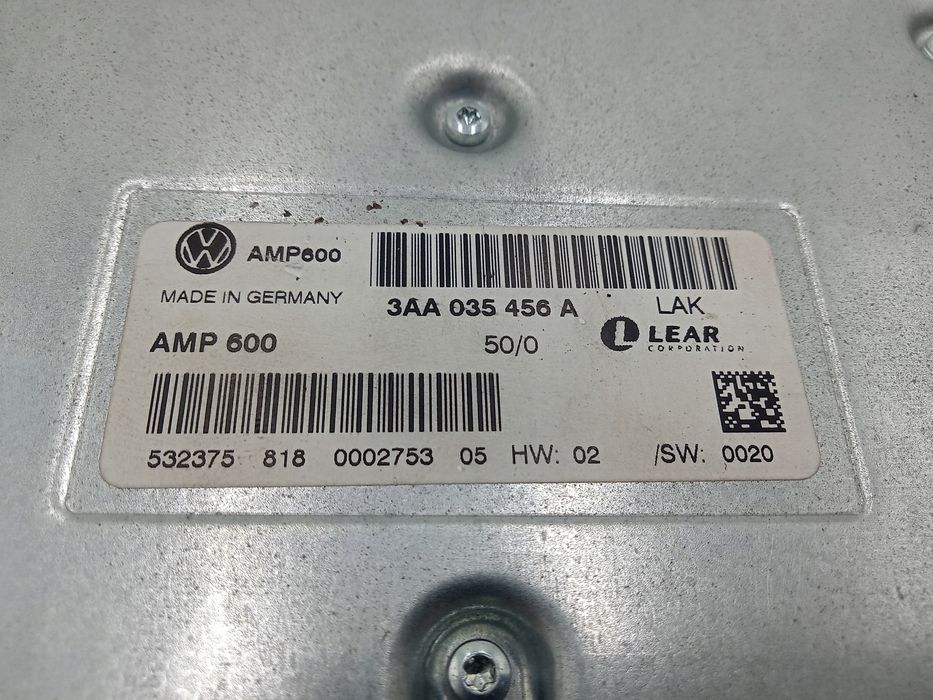 AMP600
MADE IN GERMANY
3AA 035 456 A LAK
AMP 600 50/0 LEAR
CORPORATION
532375 818 0002753 05 HW: 02 /SW: 0020